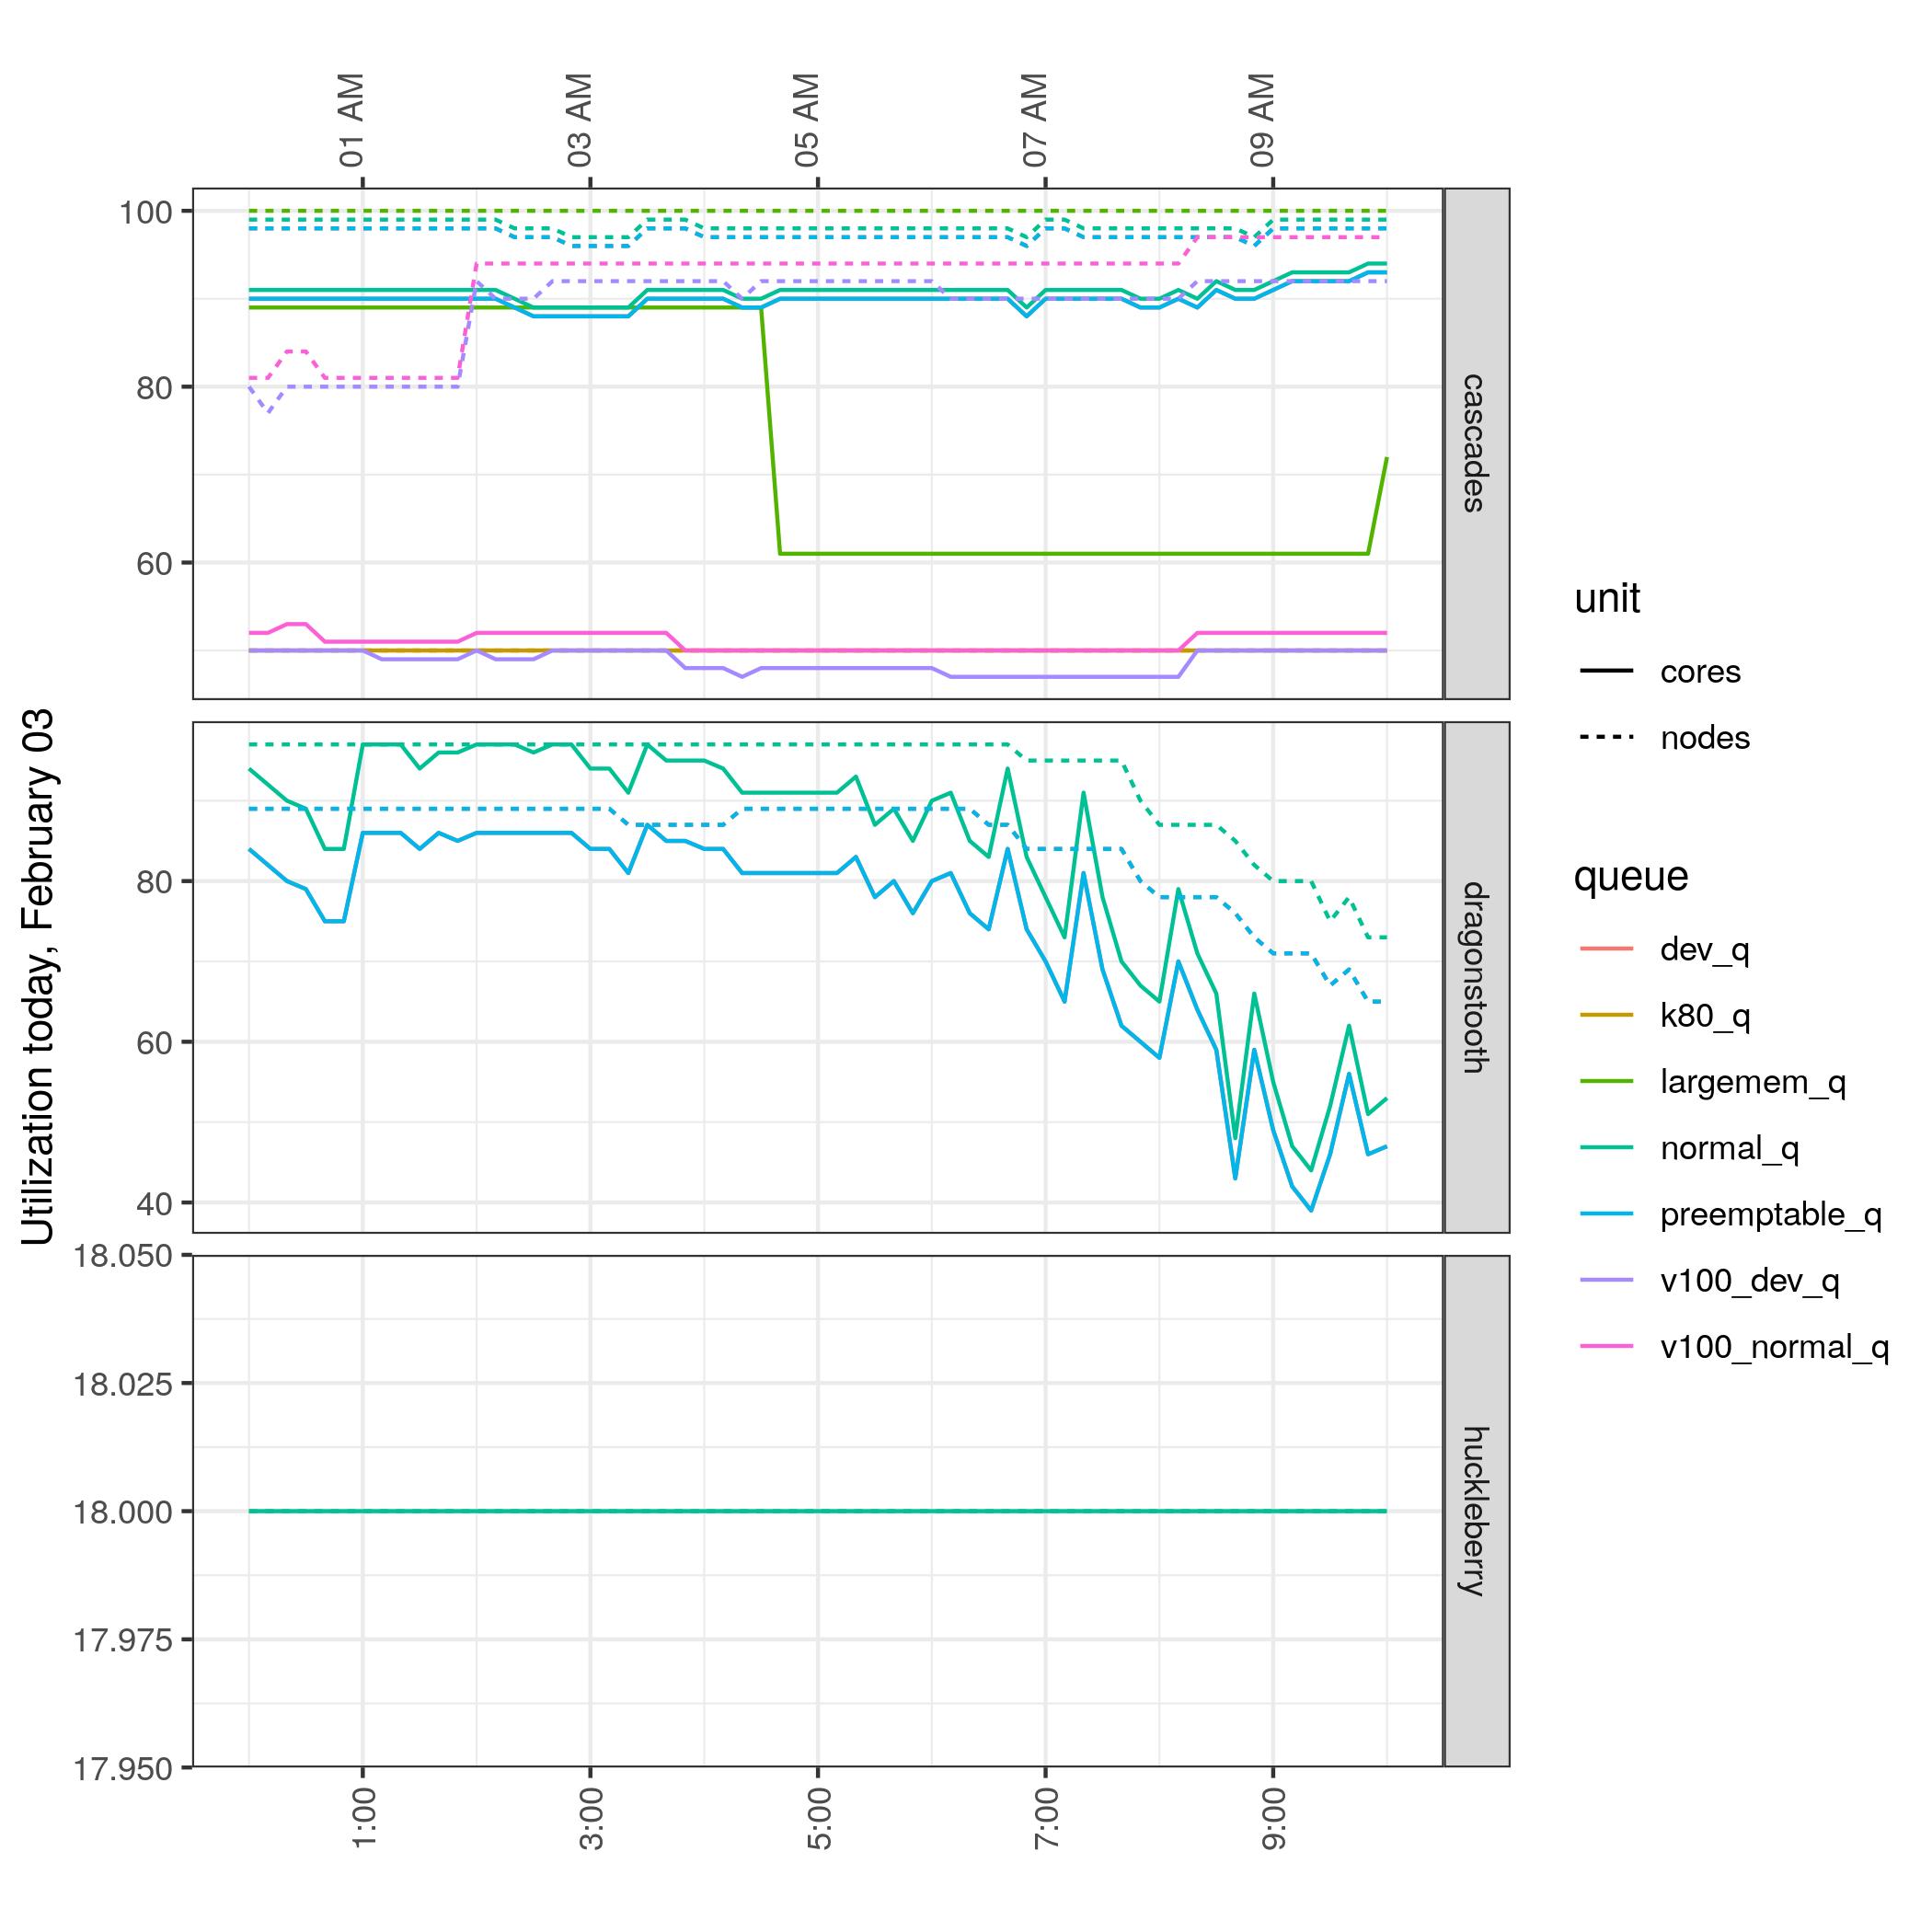 01 AM
03 AM
05 AM
07 AM
09 AM
Utilization today, February 03
100
80
60
cascades
80
60
40
dragonstooth
18.050
18.025
18.000
17.975
17.950
huckleberry
1:00
3:00
5:00
7:00
9:00
unit
cores
nodes
queue
dev_q
k80_q
largemem_q
normal_q
preemptable_q
v100_dev_q
v100_normal_q